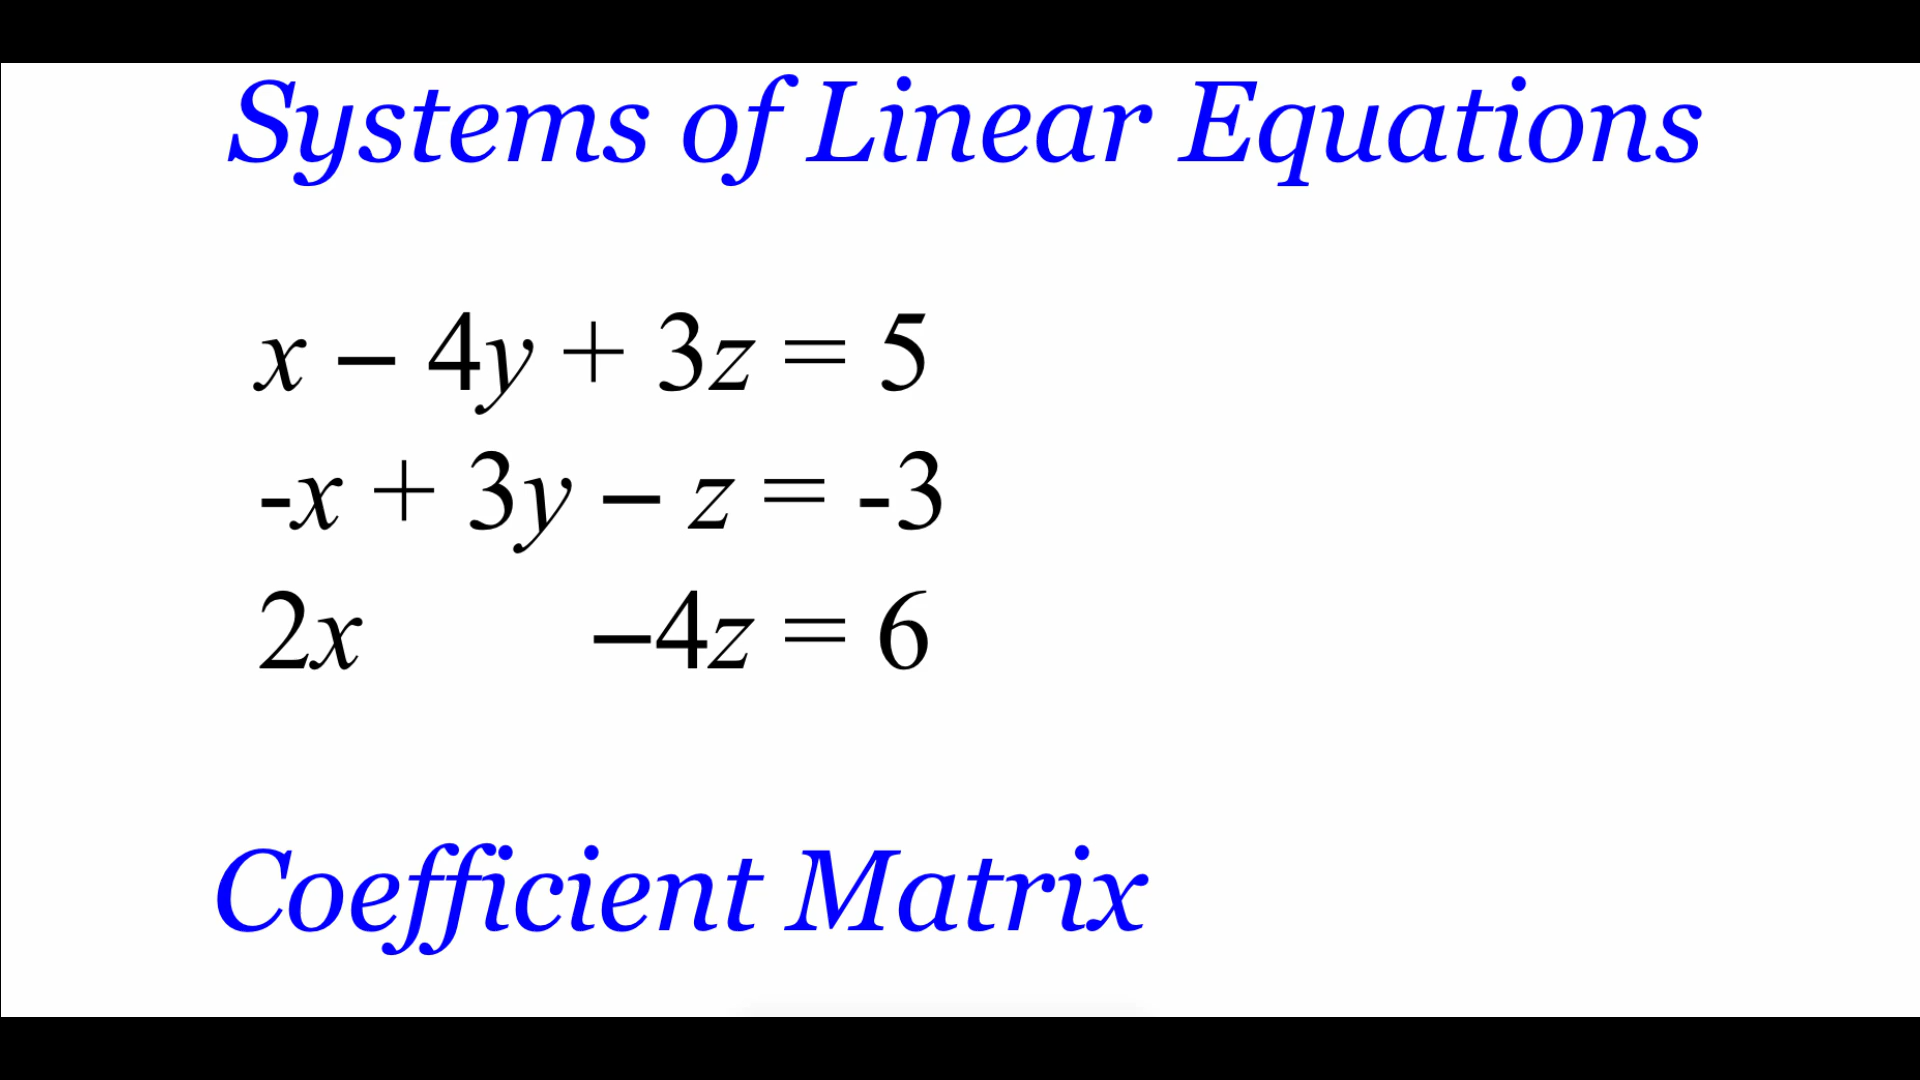 Systems of Linear Equations
x – 4y + 3z = 5
-x + 3y – z = -3
2x –4z = 6
Coefficient Matrix